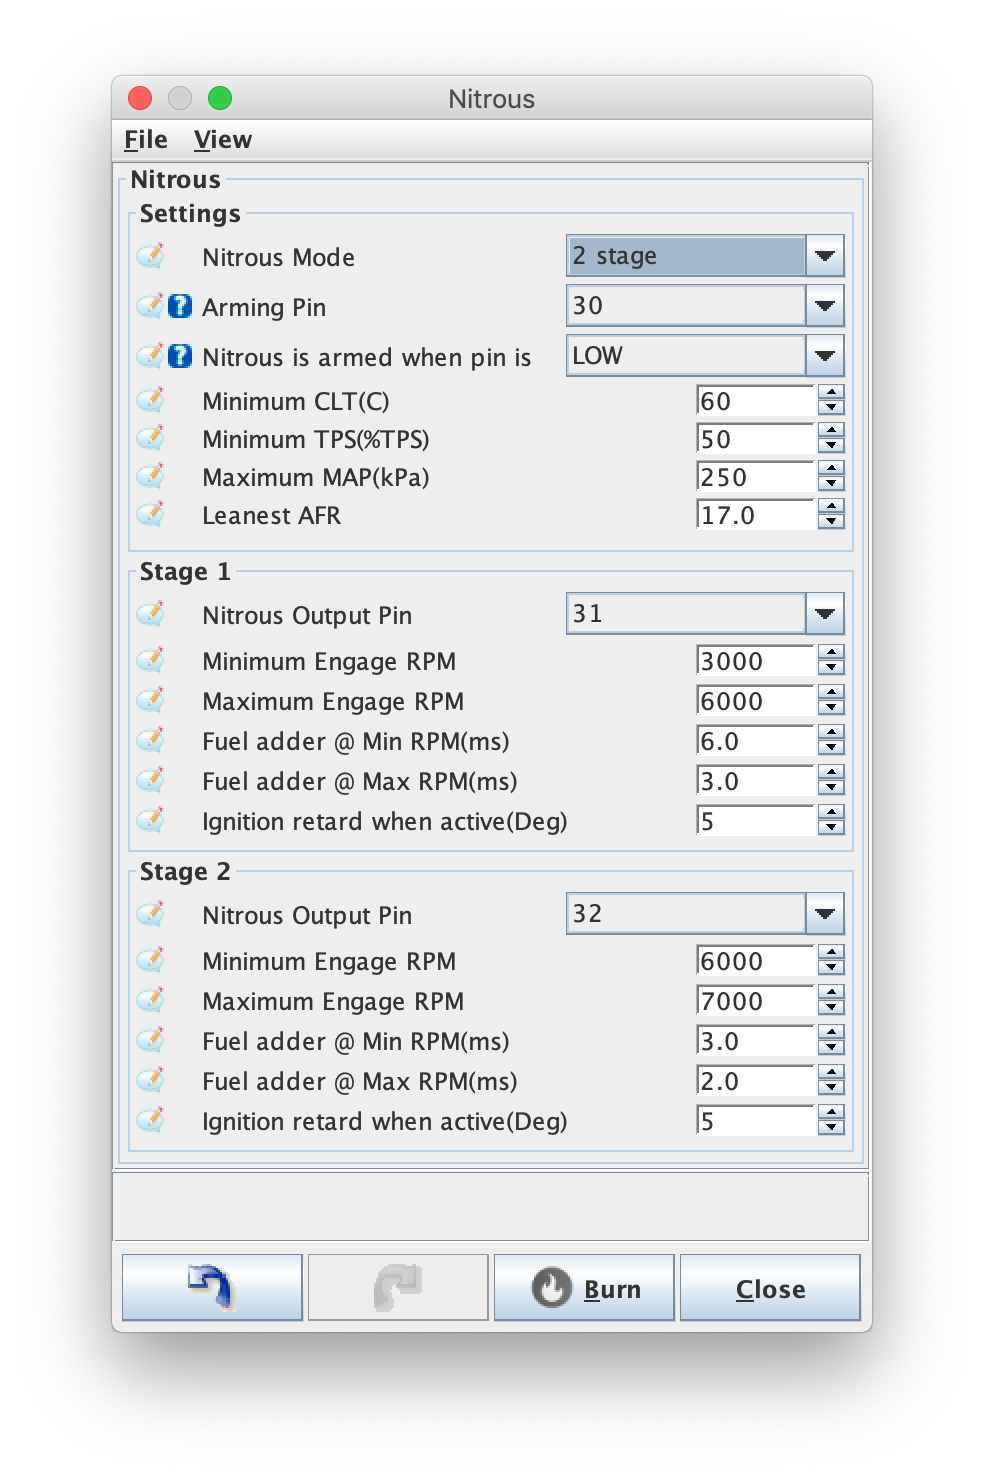 Nitrous
File View
Nitrous
Settings
Nitrous Mode 2 stage
? Arming Pin 30
? Nitrous is armed when pin is LOW
Minimum CLT(C) 60
Minimum TPS(%TPS) 50
Maximum MAP(kPa) 250
Leanest AFR 17.0
Stage 1
Nitrous Output Pin 31
Minimum Engage RPM 3000
Maximum Engage RPM 6000
Fuel adder @ Min RPM(ms) 6.0
Fuel adder @ Max RPM(ms) 3.0
Ignition retard when active(Deg) 5
Stage 2
Nitrous Output Pin 32
Minimum Engage RPM 6000
Maximum Engage RPM 7000
Fuel adder @ Min RPM(ms) 3.0
Fuel adder @ Max RPM(ms) 2.0
Ignition retard when active(Deg) 5
Burn Close